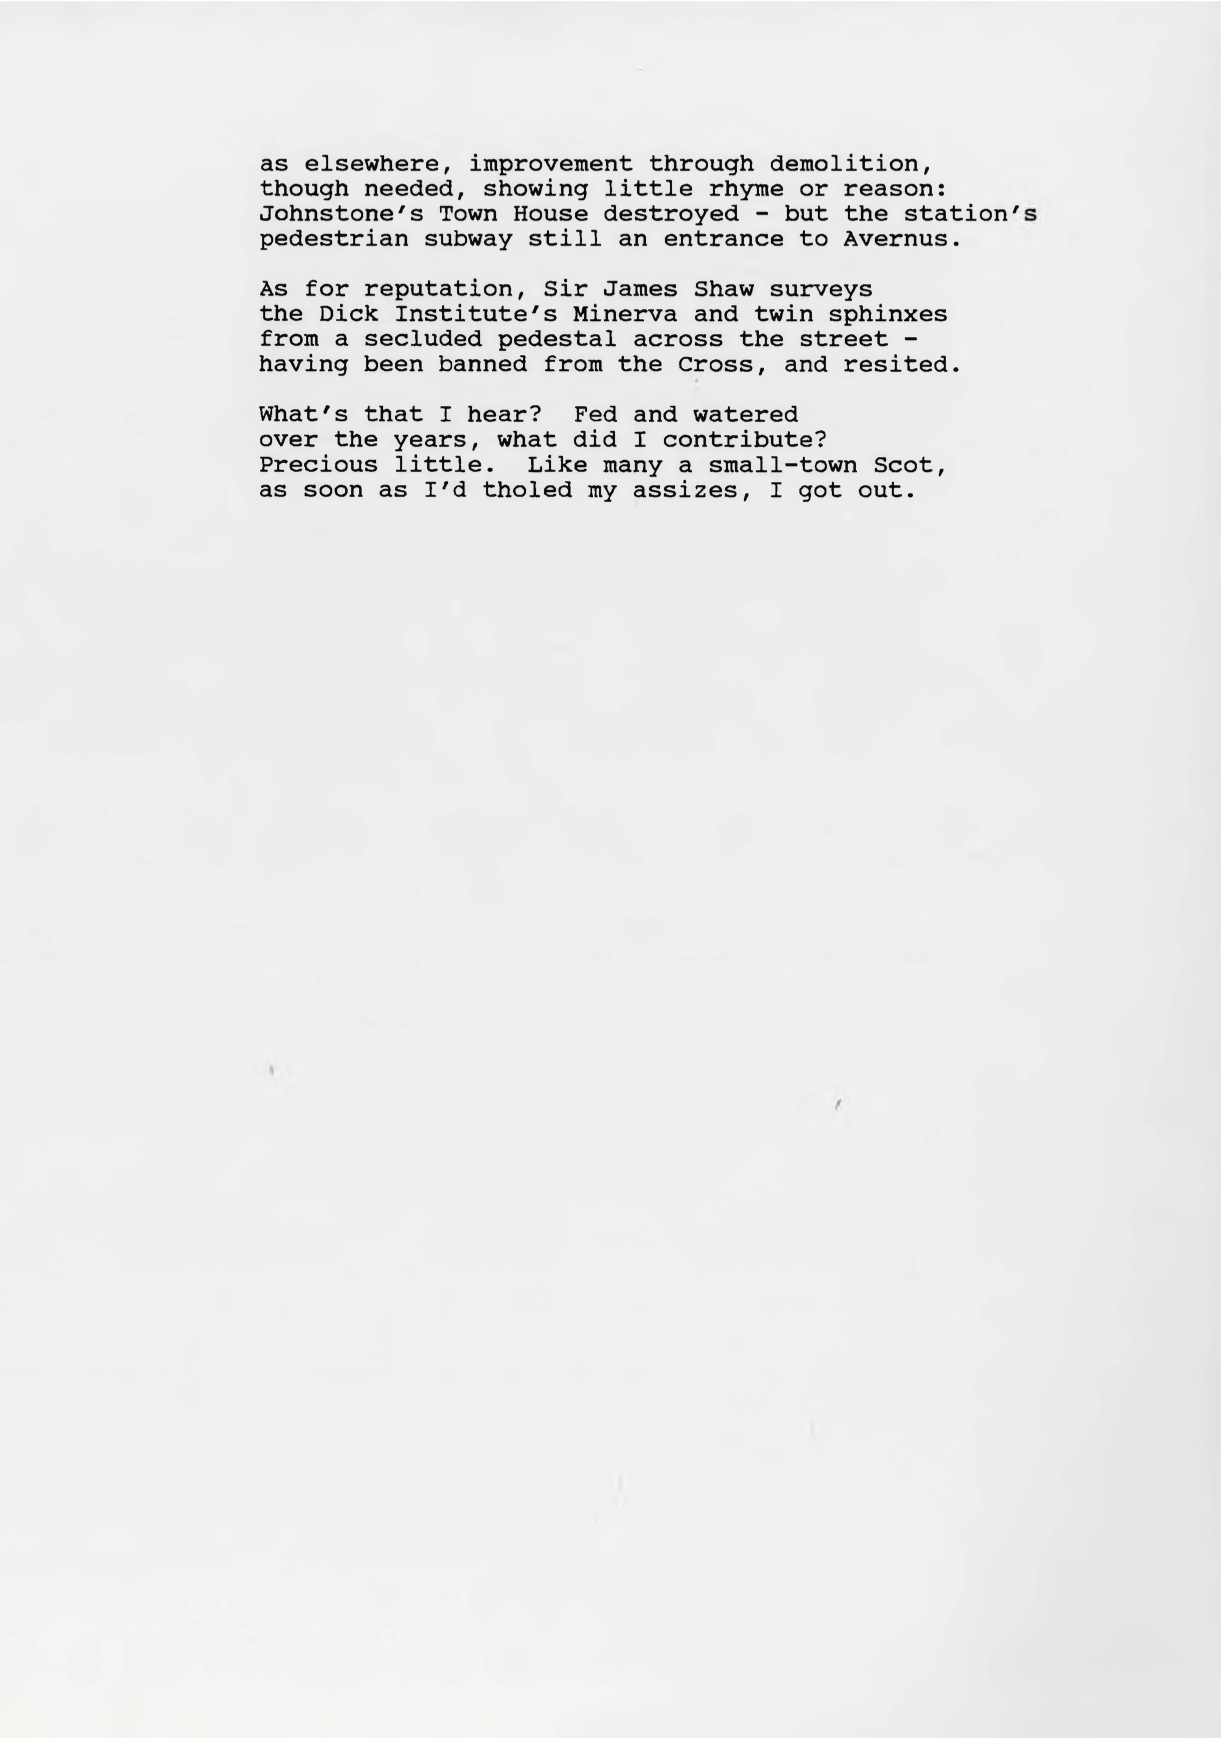 as elsewhere, improvement through demolition,
though needed, showing little rhyme or reason:
Johnstone's Town House destroyed - but the station's
pedestrian subway still an entrance to Avernus.
As for reputation, Sir James Shaw surveys
the Dick Institute's Minerva and twin sphinxes
from a secluded pedestal across the street -
having been banned from the Cross, and resited.
What's that I hear?  Fed and watered
over the years, what did I contribute?
Precious little.  Like many a small-town Scot,
as soon as I'd tholed my assizes, I got out.